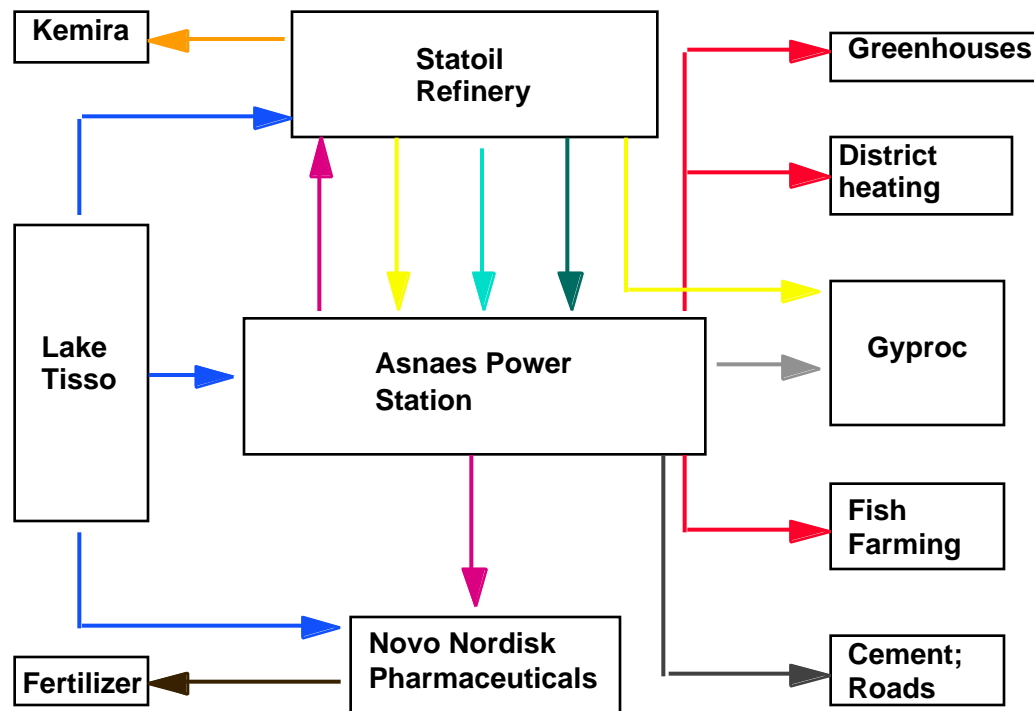 Kemira
Statoil
Refinery
Greenhouses
District
heating
Lake
Tisso
Asnaes Power
Station
Gyproc
Fish
Farming
Novo Nordisk
Pharmaceuticals
Cement;
Roads
Fertilizer